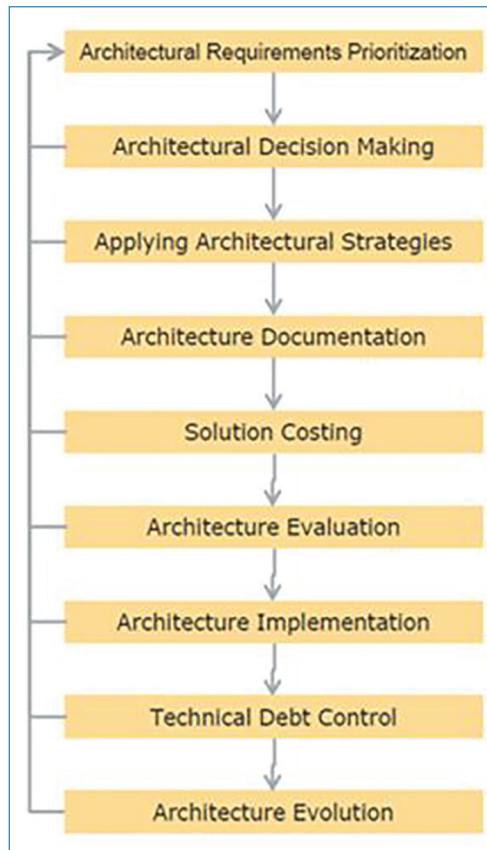 Architectural Requirements Prioritization
Architectural Decision Making
Applying Architectural Strategies
Architecture Documentation
Solution Costing
Architecture Evaluation
Architecture Implementation
Technical Debt Control
Architecture Evolution